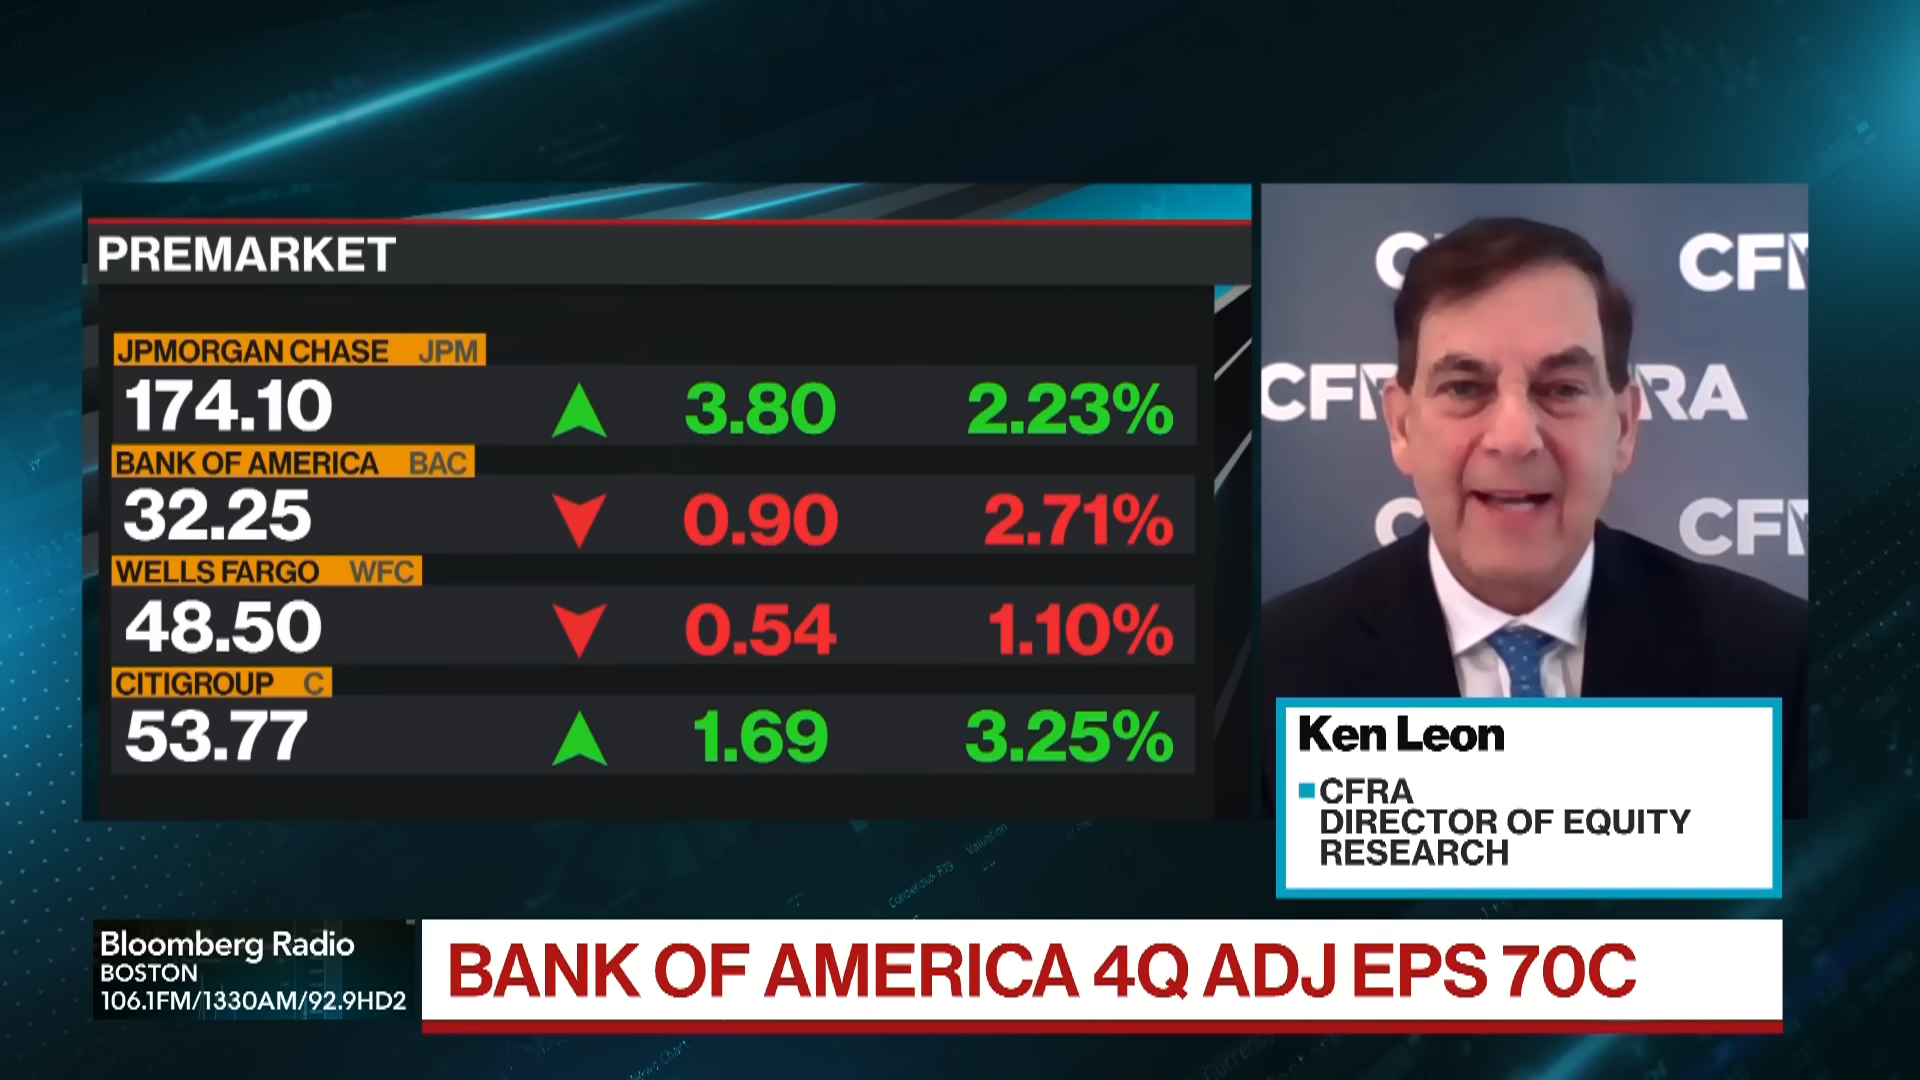 PREMARKET
JPMORGAN CHASE JPM
174.10 3.80 2.23%
BANK OF AMERICA BAC
32.25 0.90 2.71%
WELLS FARGO WFC
48.50 0.54 1.10%
CITIGROUP C
53.77 1.69 3.25%
CFRA
Ken Leon
CFRA
DIRECTOR OF EQUITY
RESEARCH
Valuation
Bloomberg Radio
BOSTON
106.1FM/1330AM/92.9HD2
BANK OF AMERICA 4Q ADJ EPS 70C